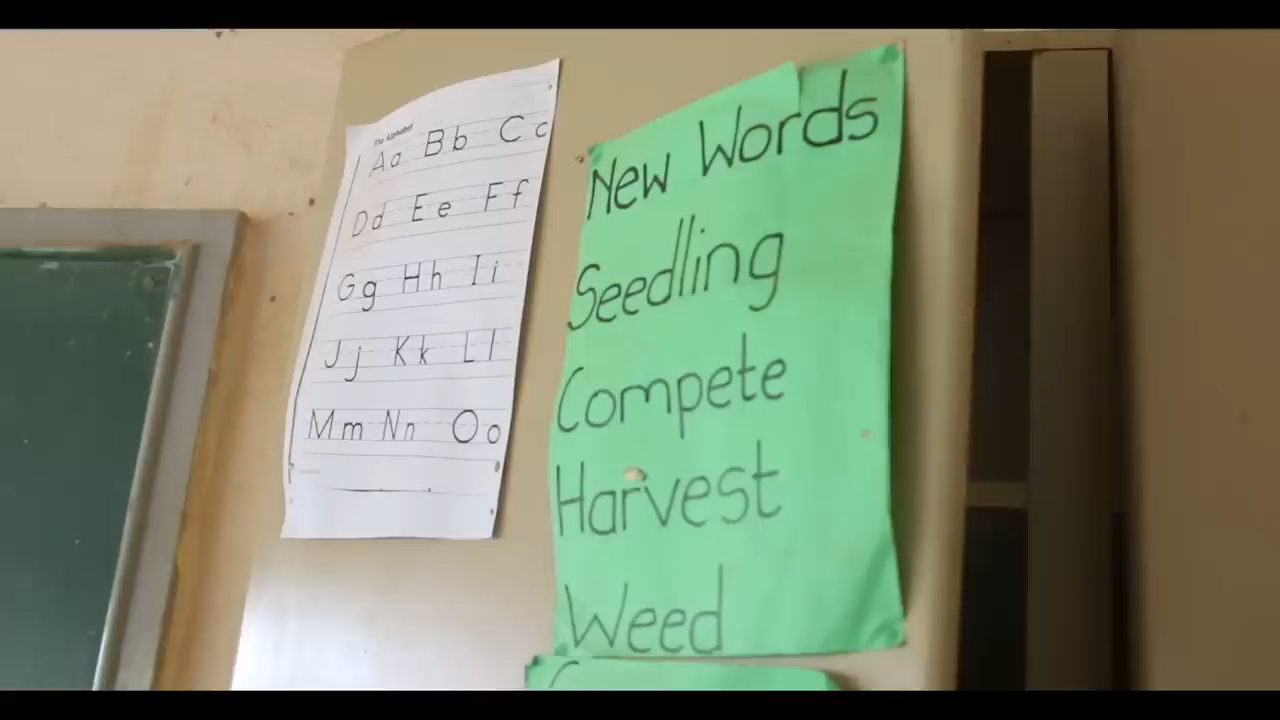 The Alphabet
Aa Bb Cc
Dd Ee Ff
Gg Hh Ii
Jj Kk Ll
Mm Nn Oo
New Words
Seedling
Compete
Harvest
Weed